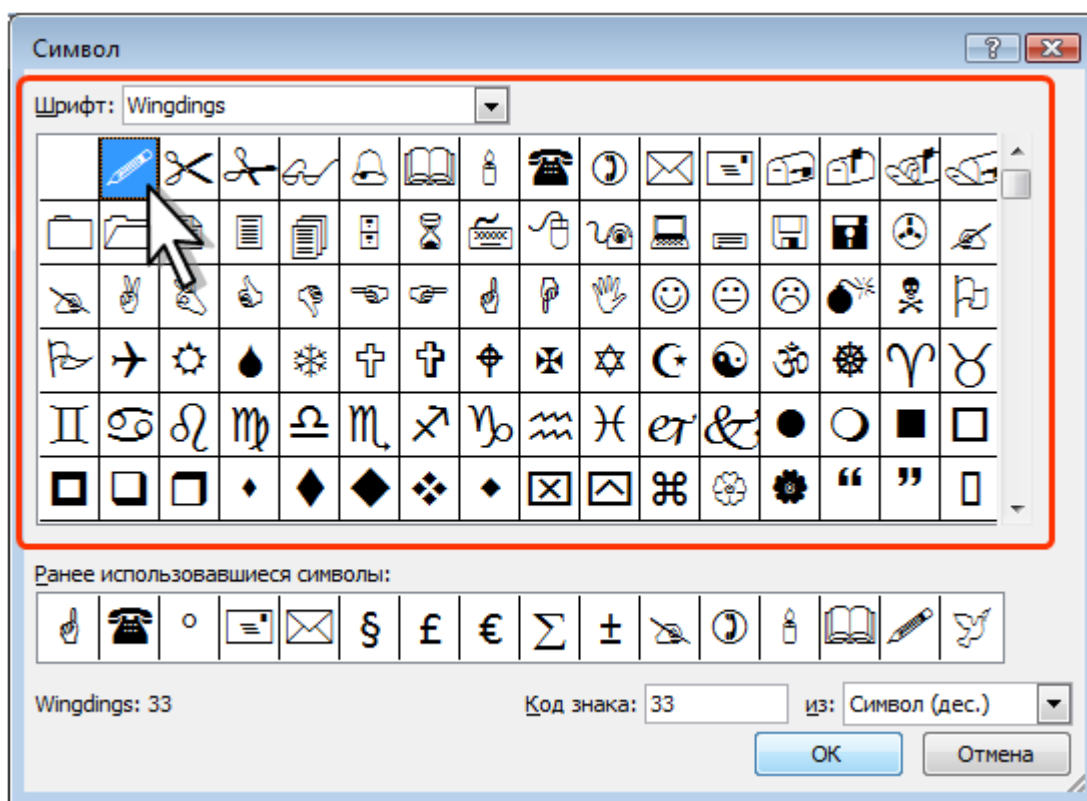 Символ
Шрифт: Wingdings
Ранее использовавшиеся символы:
° § £ € ∑ ±
Wingdings: 33
Код знака: 33
из: Символ (дес.)
ОК
Отмена